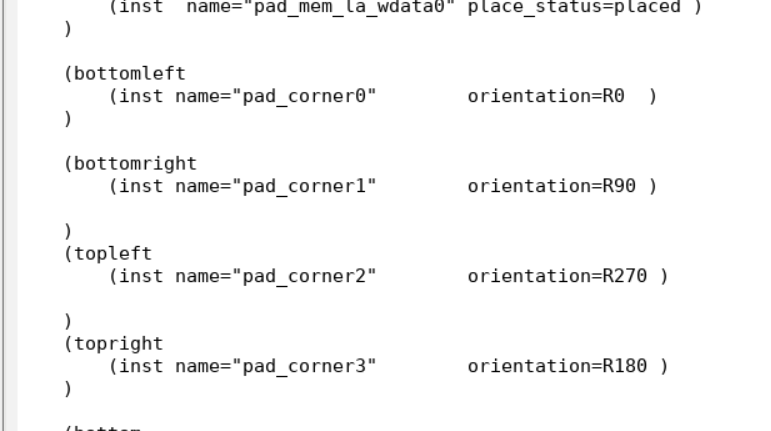 (inst  name="pad_mem_la_wdata0" place_status=placed )
)
(bottomleft
(inst name="pad_corner0"        orientation=R0  )
)
(bottomright
(inst name="pad_corner1"        orientation=R90 )
)
(topleft
(inst name="pad_corner2"        orientation=R270 )
)
(topright
(inst name="pad_corner3"        orientation=R180 )
)
(bottom